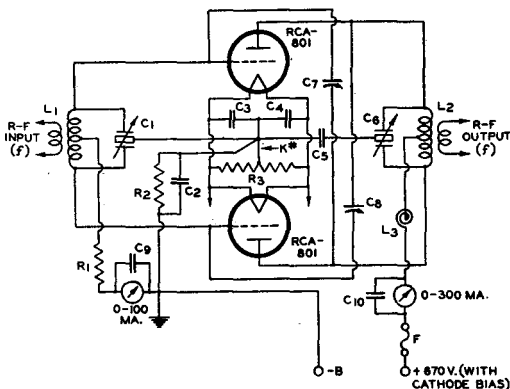 RCA-
801
C7
C3
C4
L1
R-F
INPUT
(f)
C1
C6
L2
R-F
OUTPUT
(f)
C5
K*
R2
C2
R3
C8
L3
RCA-
801
R1
C9
0-100
MA.
C10
0-300 MA.
F
-B
+670 V.(WITH
CATHODE BIAS)